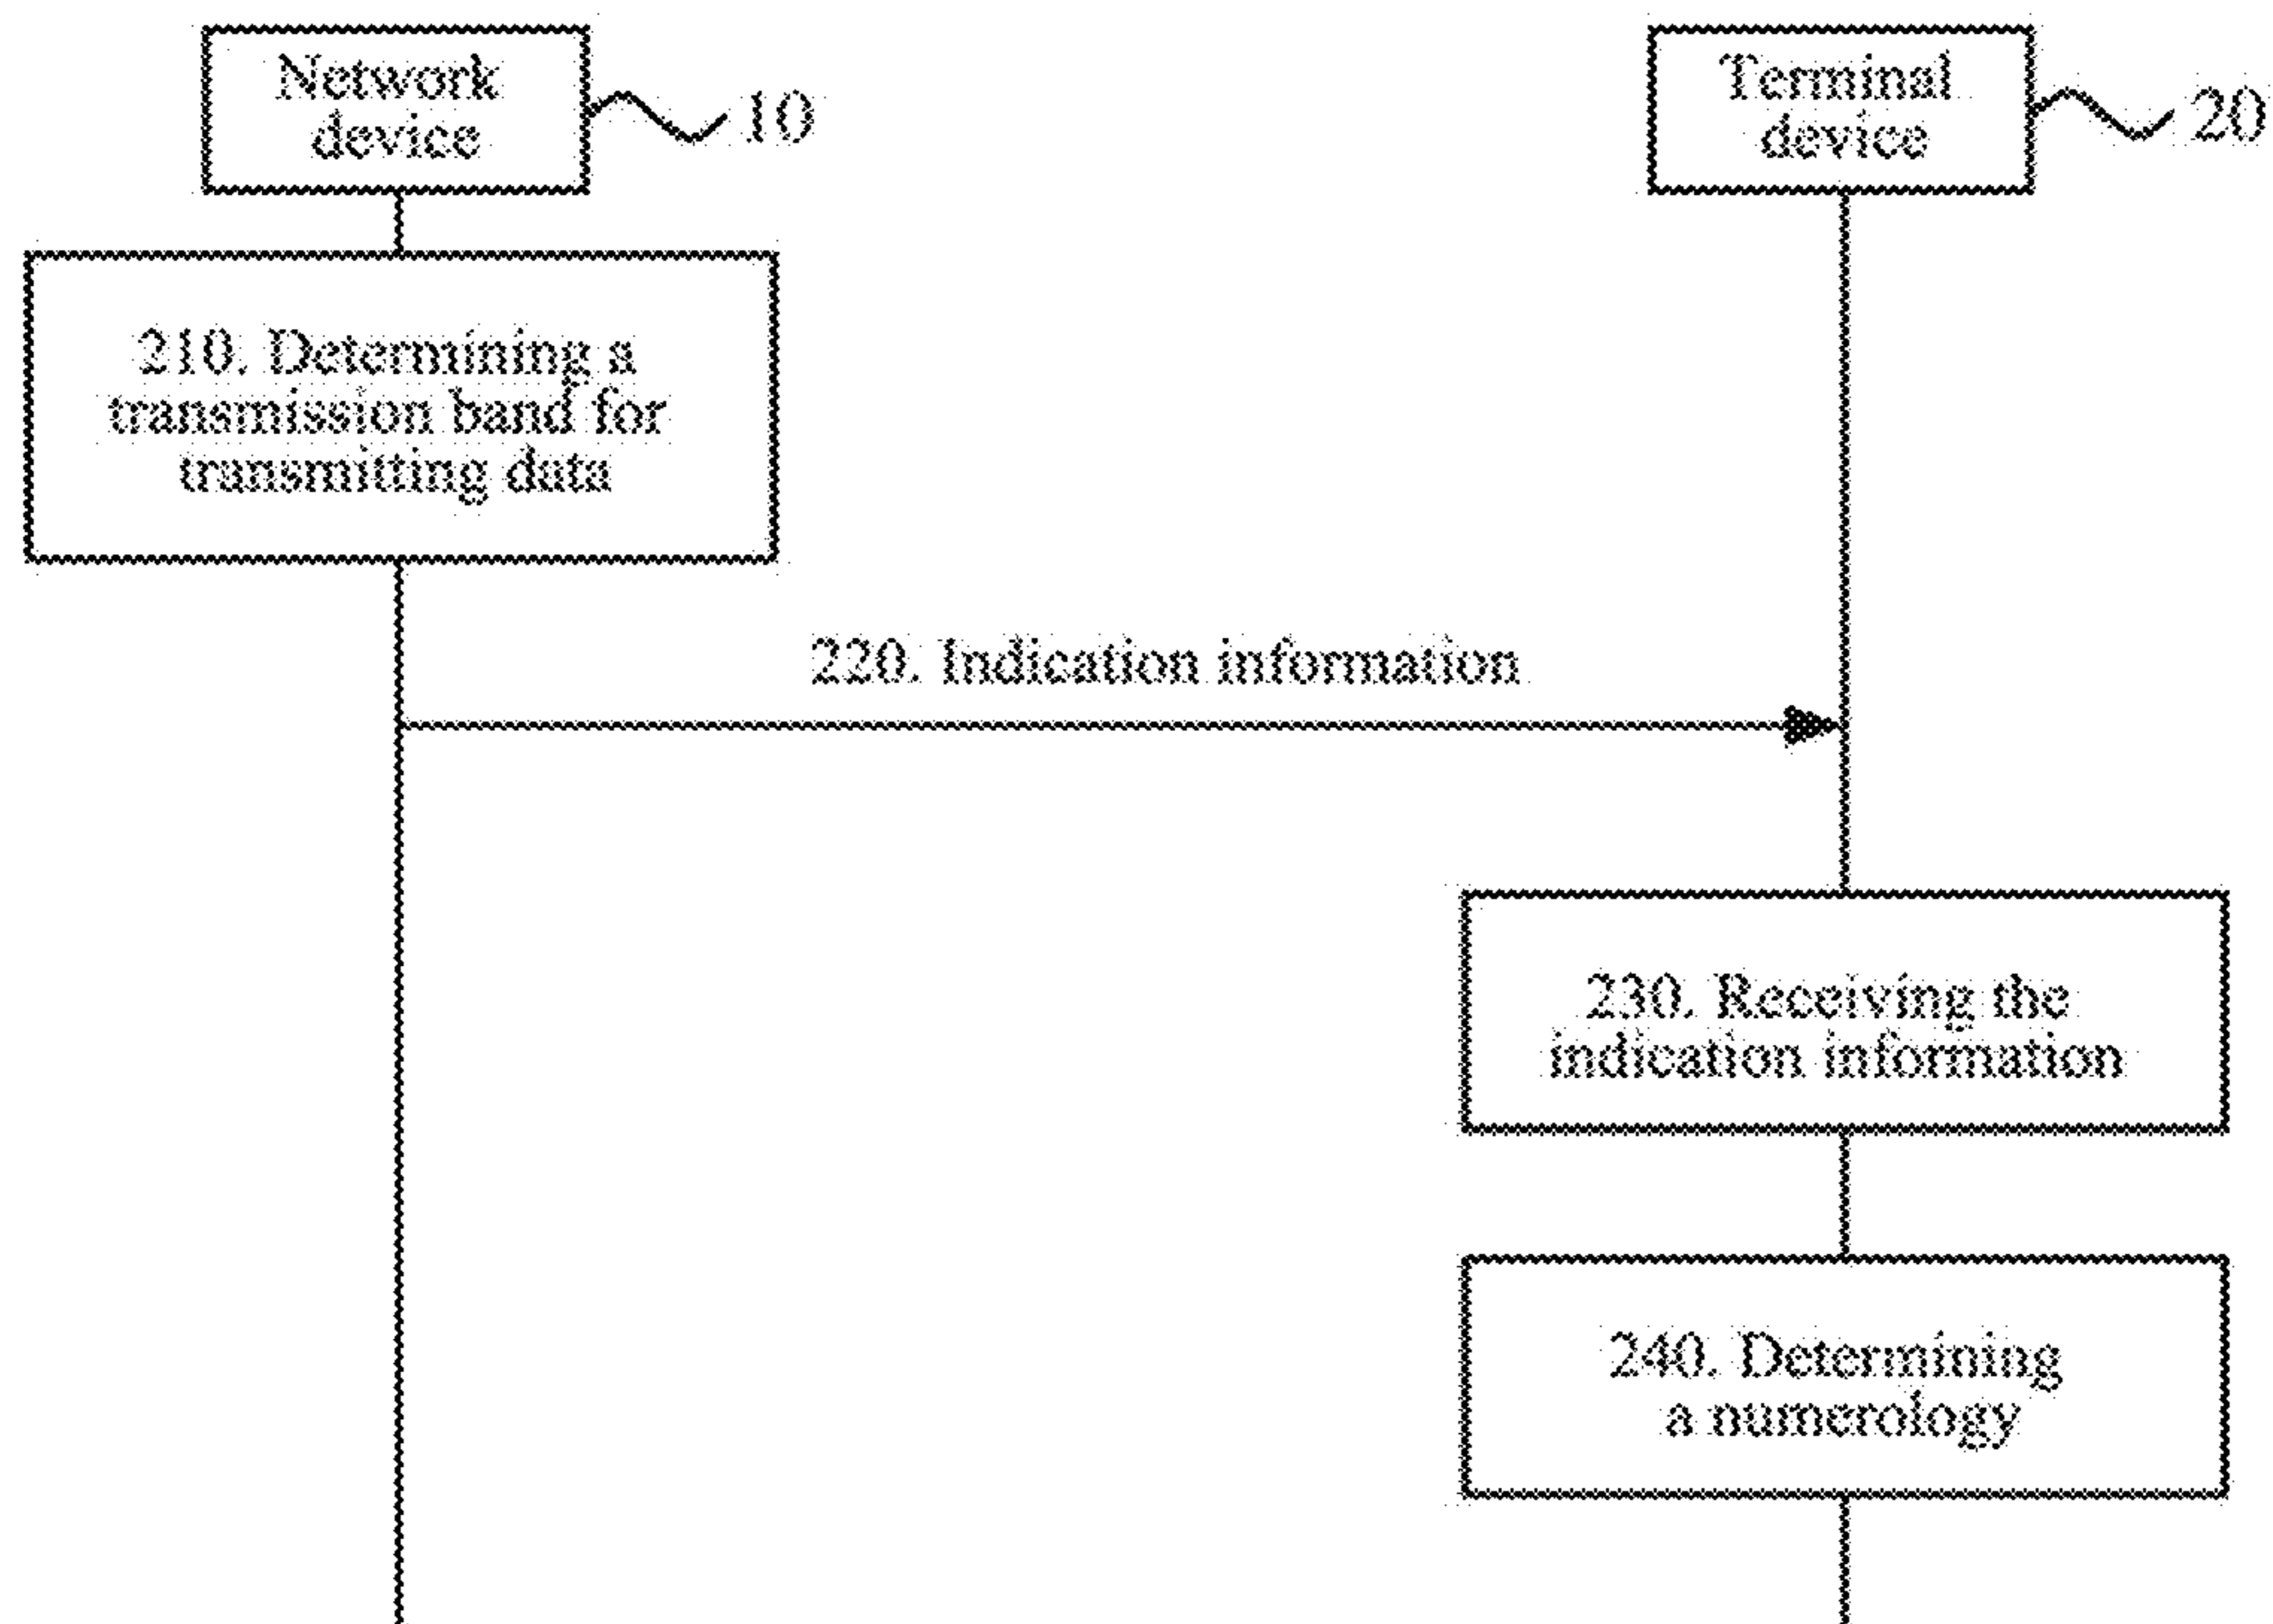 Network
device
10
Terminal
device
20
210. Determining a
transmission band for
transmitting data
220. Indication information
230. Receiving the
indication information
240. Determining
a numerology